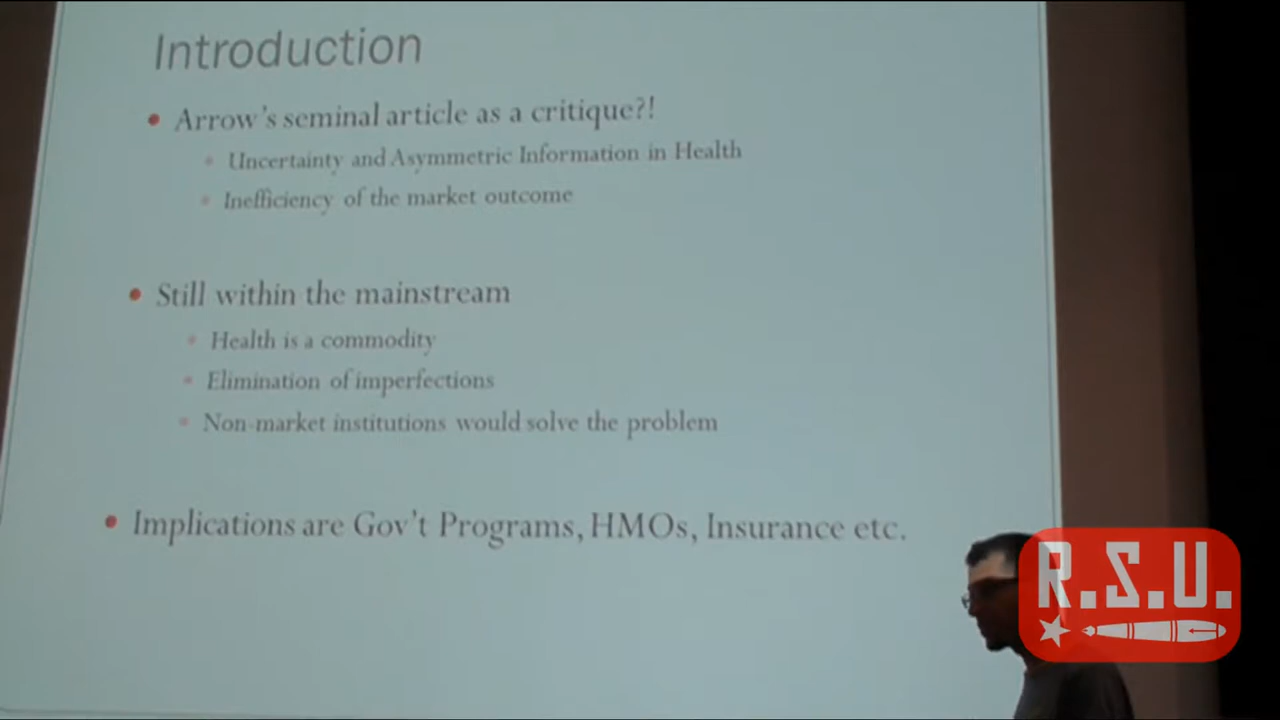 Introduction
• Arrow's seminal article as a critique?!
• Uncertainty and Asymmetric Information in Health
• Inefficiency of the market outcome
• Still within the mainstream
• Health is a commodity
• Elimination of imperfections
• Non-market institutions would solve the problem
• Implications are Gov't Programs, HMOs, Insurance etc.
R.S.U.